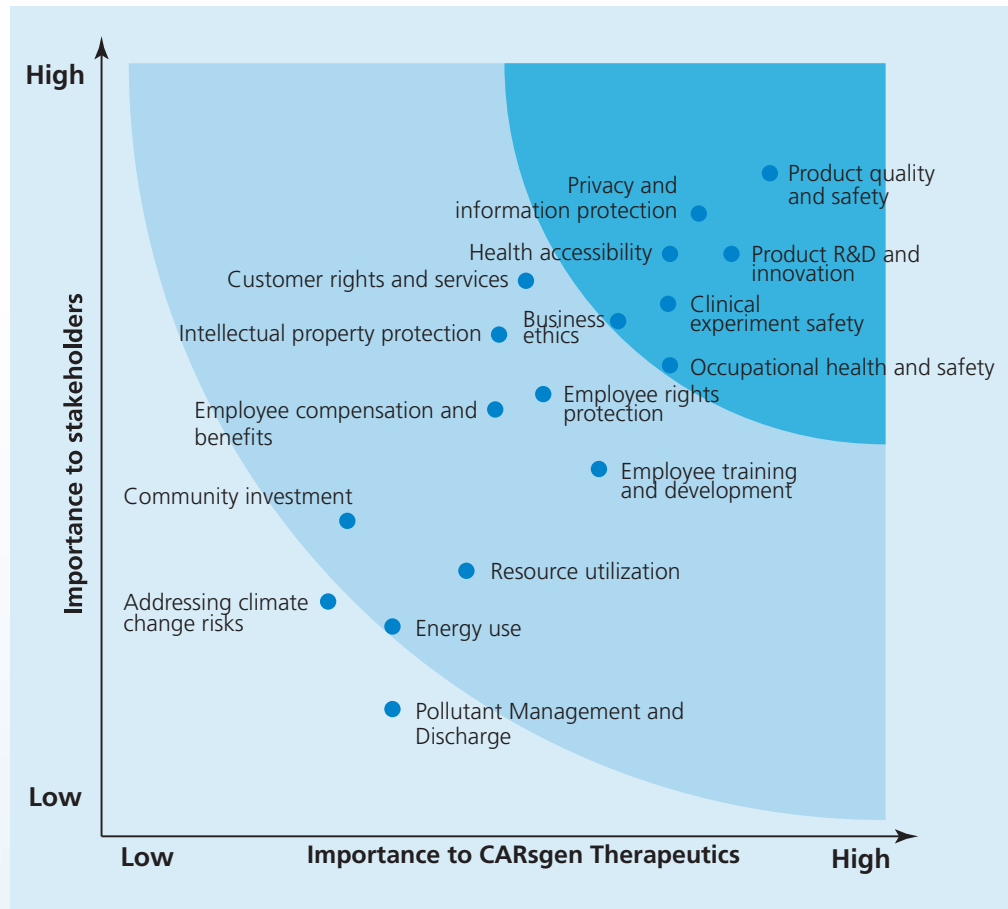 High
Product quality
and safety
Privacy and
information protection
Health accessibility
Product R&D and
innovation
Customer rights and services
Clinical
experiment safety
Business
ethics
Intellectual property protection
Occupational health and safety
Employee rights
protection
Employee compensation and
benefits
Employee training
and development
Community investment
Resource utilization
Addressing climate
change risks
Energy use
Pollutant Management and
Discharge
Importance to stakeholders
Low
Low
Importance to CARsgen Therapeutics
High